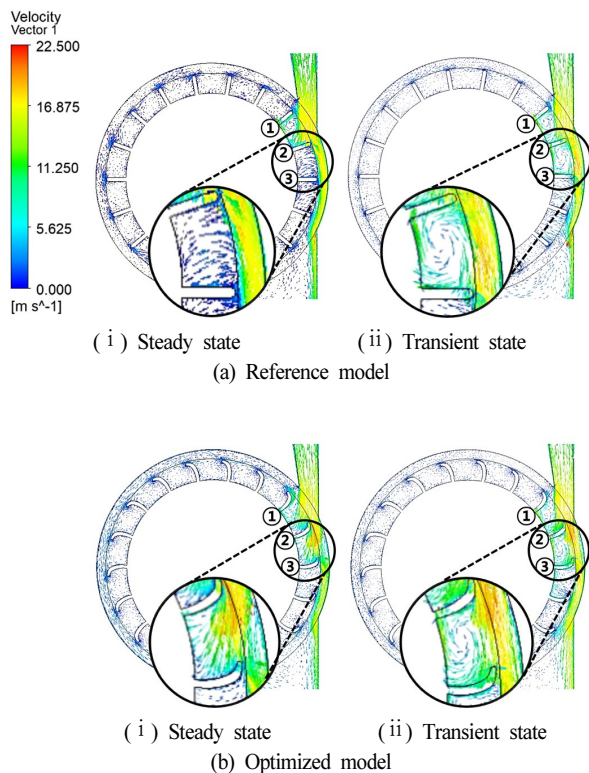 Velocity
Vector 1
22.500
16.875
11.250
5.625
0.000
[m s^-1]
①
②
③
①
②
③
(ⅰ) Steady state
(ⅱ) Transient state
(a) Reference model
①
②
③
①
②
③
(ⅰ) Steady state
(ⅱ) Transient state
(b) Optimized model